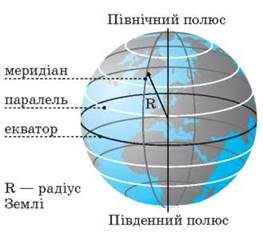 Північний полюс
меридіан
паралель
екватор
R
R — радіус
Землі
Південний полюс